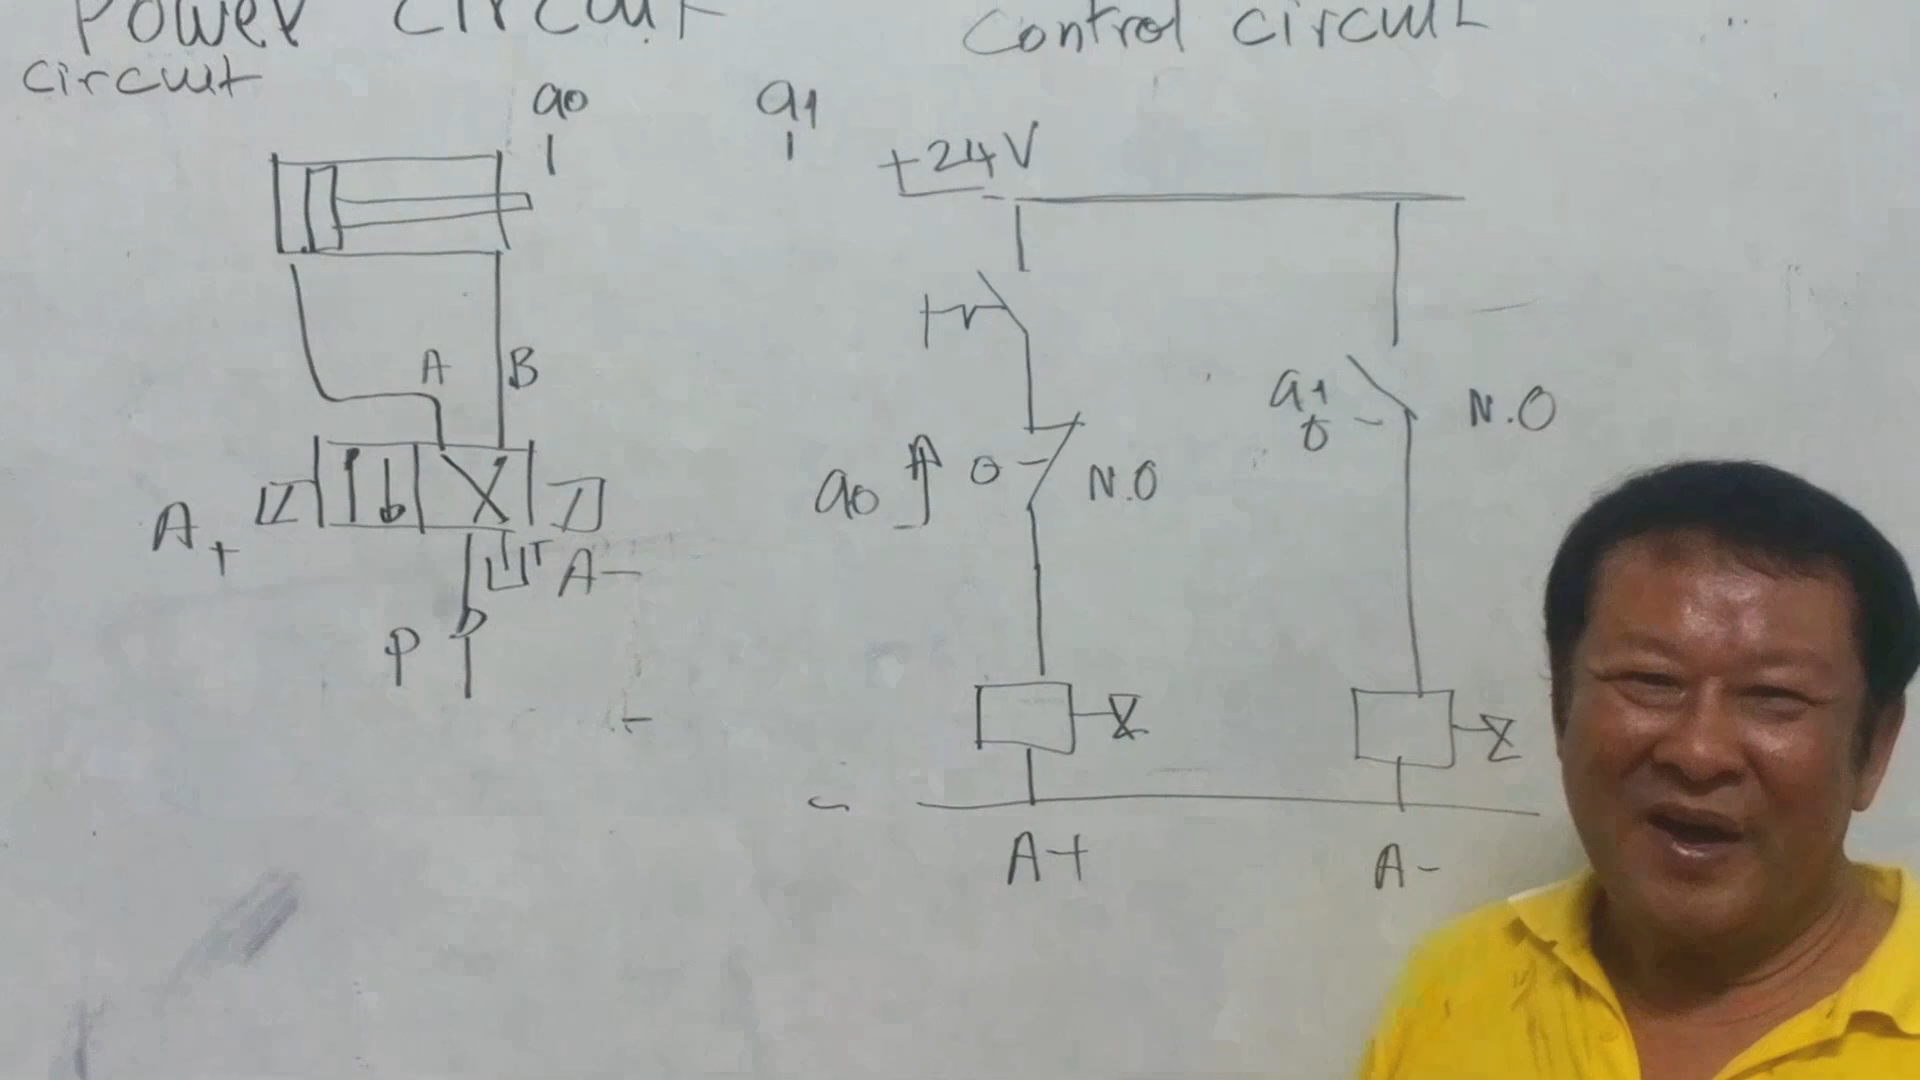 Power circuit
circuit
Control circuit
a0
a1
+24V
A
B
A+
A-
T
P
a0
N.O
a1
N.O
A+
A-